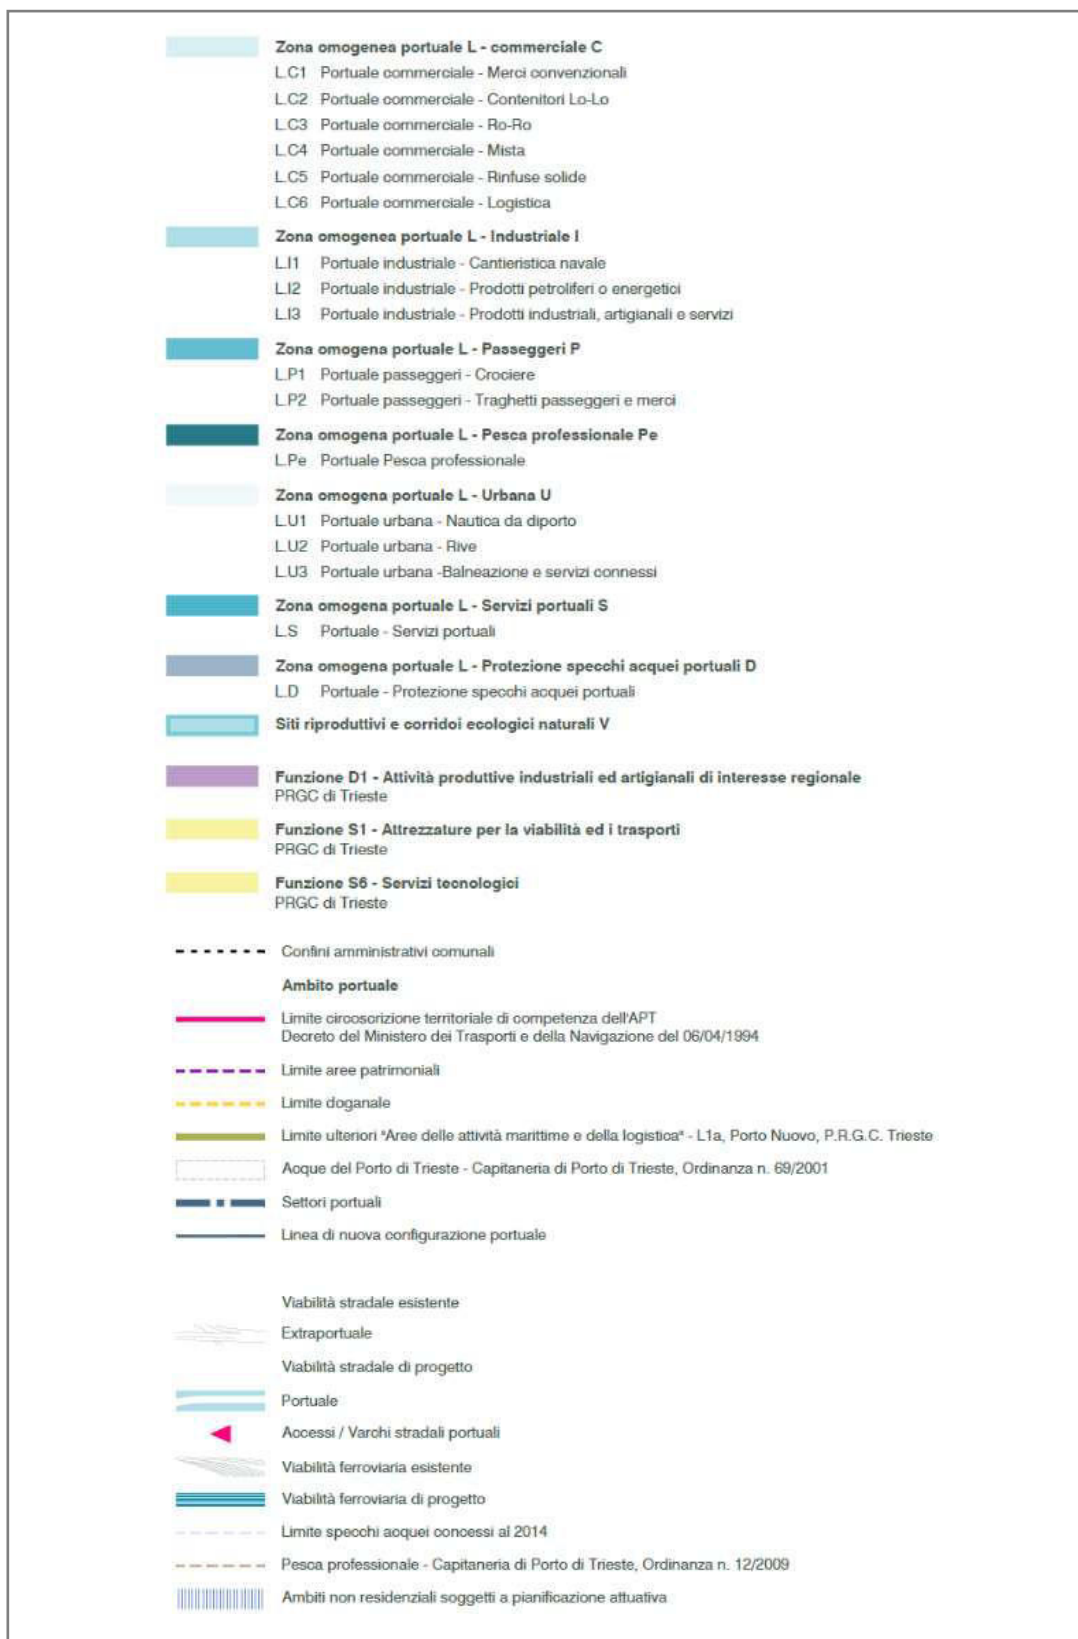 Zona omogenea portuale L - commerciale C
L.C1 Portuale commerciale - Merci convenzionali
L.C2 Portuale commerciale - Contenitori Lo-Lo
L.C3 Portuale commerciale - Ro-Ro
L.C4 Portuale commerciale - Mista
L.C5 Portuale commerciale - Rinfuse solide
L.C6 Portuale commerciale - Logistica
Zona omogenea portuale L - Industriale I
L.I1 Portuale industriale - Cantieristica navale
L.I2 Portuale industriale - Prodotti petroliferi o energetici
L.I3 Portuale industriale - Prodotti industriali, artigianali e servizi
Zona omogena portuale L - Passeggeri P
L.P1 Portuale passeggeri - Crociere
L.P2 Portuale passeggeri - Traghetti passeggeri e merci
Zona omogena portuale L - Pesca professionale Pe
L.Pe Portuale Pesca professionale
Zona omogena portuale L - Urbana U
L.U1 Portuale urbana - Nautica da diporto
L.U2 Portuale urbana - Rive
L.U3 Portuale urbana -Balneazione e servizi connessi
Zona omogena portuale L - Servizi portuali S
L.S Portuale - Servizi portuali
Zona omogena portuale L - Protezione specchi acquei portuali D
L.D Portuale - Protezione specchi acquei portuali
Siti riproduttivi e corridoi ecologici naturali V
Funzione D1 - Attività produttive industriali ed artigianali di interesse regionale
PRGC di Trieste
Funzione S1 - Attrezzature per la viabilità ed i trasporti
PRGC di Trieste
Funzione S6 - Servizi tecnologici
PRGC di Trieste
Confini amministrativi comunali
Ambito portuale
Limite circoscrizione territoriale di competenza dell'APT
Decreto del Ministero dei Trasporti e della Navigazione del 06/04/1994
Limite aree patrimoniali
Limite doganale
Limite ulteriori "Aree delle attività marittime e della logistica" - L1a, Porto Nuovo, P.R.G.C. Trieste
Acque del Porto di Trieste - Capitaneria di Porto di Trieste, Ordinanza n. 69/2001
Settori portuali
Linea di nuova configurazione portuale
Viabilità stradale esistente
Extraportuale
Viabilità stradale di progetto
Portuale
Accessi / Varchi stradali portuali
Viabilità ferroviaria esistente
Viabilità ferroviaria di progetto
Limite specchi acquei concessi al 2014
Pesca professionale - Capitaneria di Porto di Trieste, Ordinanza n. 12/2009
Ambiti non residenziali soggetti a pianificazione attuativa